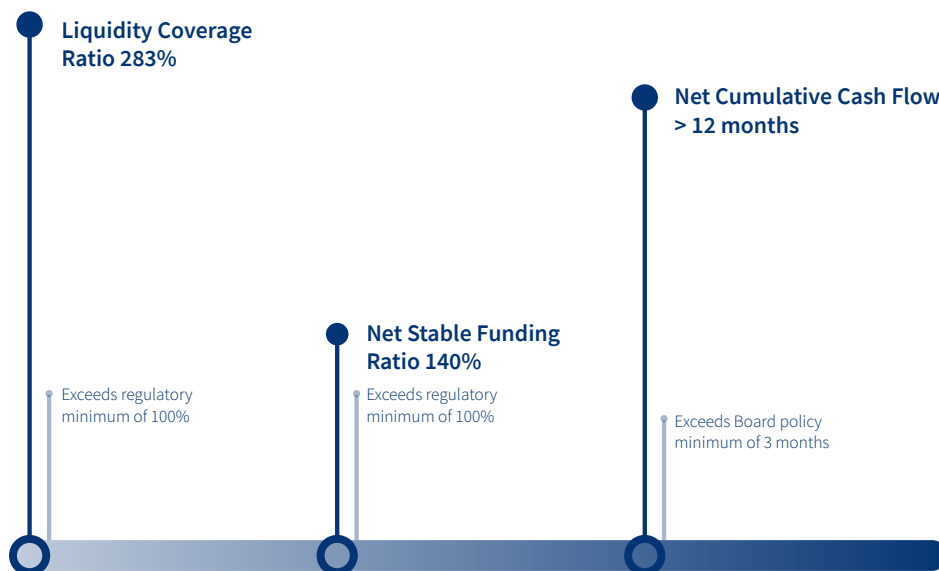 Liquidity Coverage
Ratio 283%
Exceeds regulatory
minimum of 100%
Net Stable Funding
Ratio 140%
Exceeds regulatory
minimum of 100%
Net Cumulative Cash Flow
> 12 months
Exceeds Board policy
minimum of 3 months